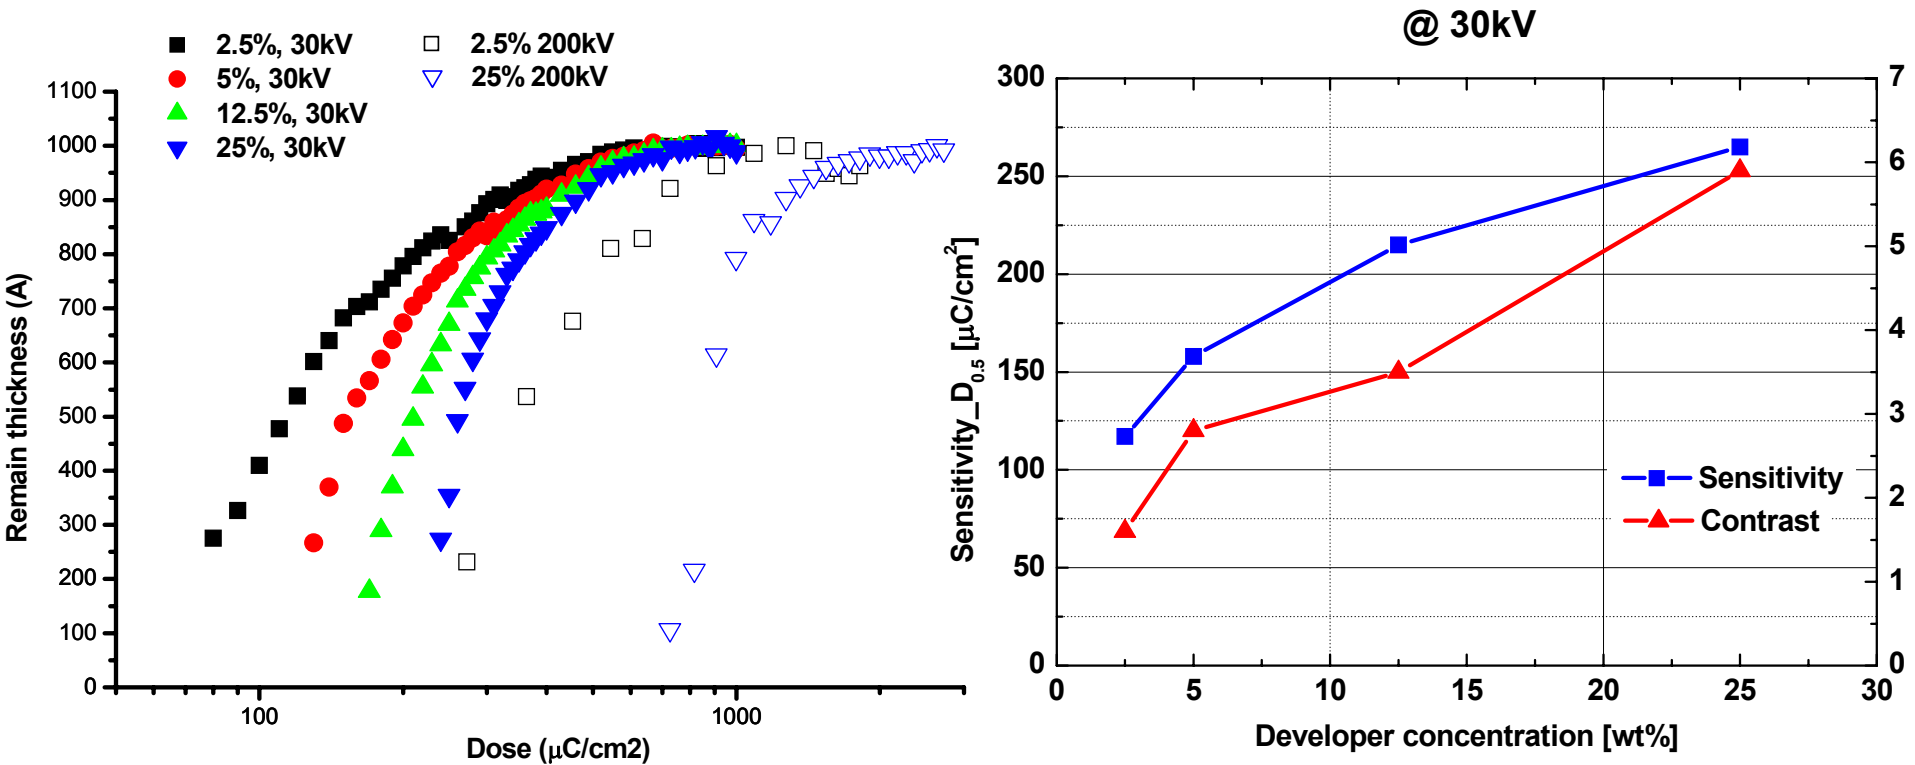 2.5%, 30kV
5%, 30kV
12.5%, 30kV
25%, 30kV
2.5% 200kV
25% 200kV
1100
1000
900
800
700
600
500
400
300
200
100
0
Remain thickness (A)
100
1000
Dose (μC/cm2)
@ 30kV
300
250
200
150
100
50
0
Sensitivity_D0.5 [μC/cm²]
7
6
5
4
3
2
1
0
Sensitivity
Contrast
0
5
10
15
20
25
30
Developer concentration [wt%]